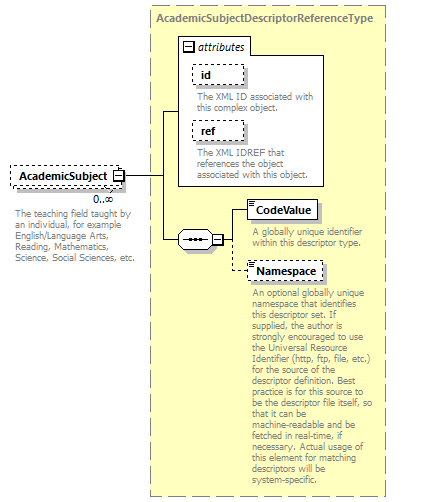 AcademicSubjectDescriptorReferenceType
attributes
id
The XML ID associated with
this complex object.
ref
The XML IDREF that
references the object
associated with this object.
AcademicSubject
0..∞
The teaching field taught by
an individual, for example
English/Language Arts,
Reading, Mathematics,
Science, Social Sciences, etc.
CodeValue
A globally unique identifier
within this descriptor type.
Namespace
An optional globally unique
namespace that identifies
this descriptor set. If
supplied, the author is
strongly encouraged to use
the Universal Resource
Identifier (http, ftp, file, etc.)
for the source of the
descriptor definition. Best
practice is for this source to
be the descriptor file itself, so
that it can be
machine-readable and be
fetched in real-time, if
necessary. Actual usage of
this element for matching
descriptors will be
system-specific.